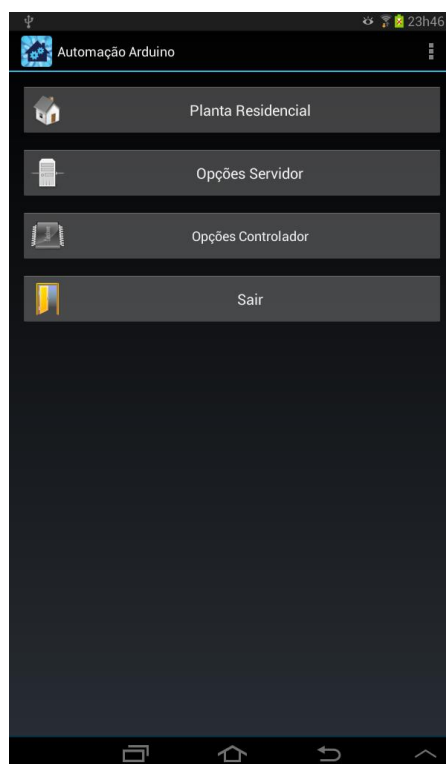 23h46
Automação Arduino
Planta Residencial
Opções Servidor
Opções Controlador
Sair